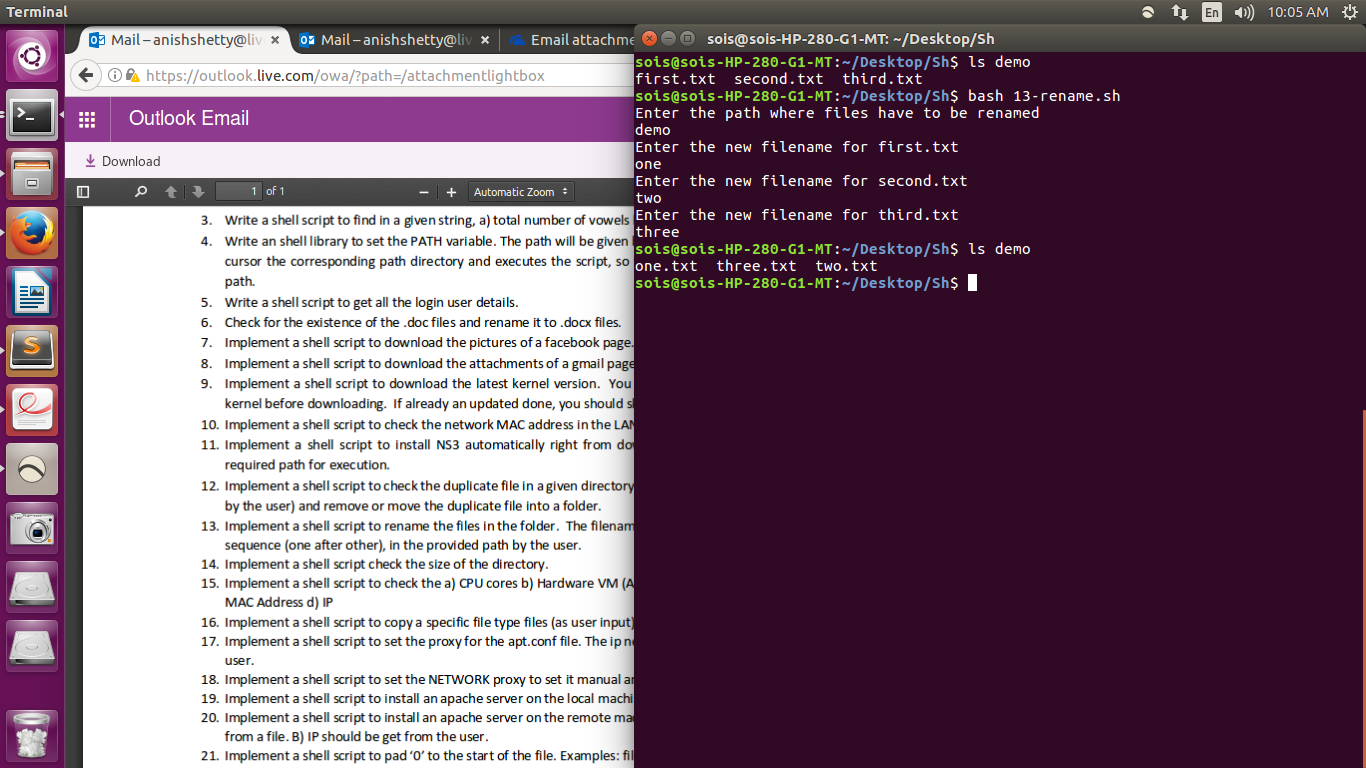 Terminal
En
10:05 AM
Mail – anishshetty@liv
Mail – anishshetty@liv
Email attachme
https://outlook.live.com/owa/?path=/attachmentlightbox
Outlook Email
Download
1 of 1
Automatic Zoom
3. Write a shell script to find in a given string, a) total number of vowels
4. Write an shell library to set the PATH variable. The path will be given
cursor the corresponding path directory and executes the script, so
path.
5. Write a shell script to get all the login user details.
6. Check for the existence of the .doc files and rename it to .docx files.
7. Implement a shell script to download the pictures of a facebook page.
8. Implement a shell script to download the attachments of a gmail page
9. Implement a shell script to download the latest kernel version. You
kernel before downloading. If already an updated done, you should s
10. Implement a shell script to check the network MAC address in the LAN
11. Implement a shell script to install NS3 automatically right from dow
required path for execution.
12. Implement a shell script to check the duplicate file in a given directory
by the user) and remove or move the duplicate file into a folder.
13. Implement a shell script to rename the files in the folder. The filenam
sequence (one after other), in the provided path by the user.
14. Implement a shell script check the size of the directory.
15. Implement a shell script to check the a) CPU cores b) Hardware VM (A
MAC Address d) IP
16. Implement a shell script to copy a specific file type files (as user input)
17. Implement a shell script to set the proxy for the apt.conf file. The ip ne
user.
18. Implement a shell script to set the NETWORK proxy to set it manual an
19. Implement a shell script to install an apache server on the local machi
20. Implement a shell script to install an apache server on the remote mac
from a file. B) IP should be get from the user.
21. Implement a shell script to pad ‘0’ to the start of the file. Examples: fil
sois@sois-HP-280-G1-MT: ~/Desktop/Sh
sois@sois-HP-280-G1-MT:~/Desktop/Sh$ ls demo
first.txt second.txt third.txt
sois@sois-HP-280-G1-MT:~/Desktop/Sh$ bash 13-rename.sh
Enter the path where files have to be renamed
demo
Enter the new filename for first.txt
one
Enter the new filename for second.txt
two
Enter the new filename for third.txt
three
sois@sois-HP-280-G1-MT:~/Desktop/Sh$ ls demo
one.txt three.txt two.txt
sois@sois-HP-280-G1-MT:~/Desktop/Sh$